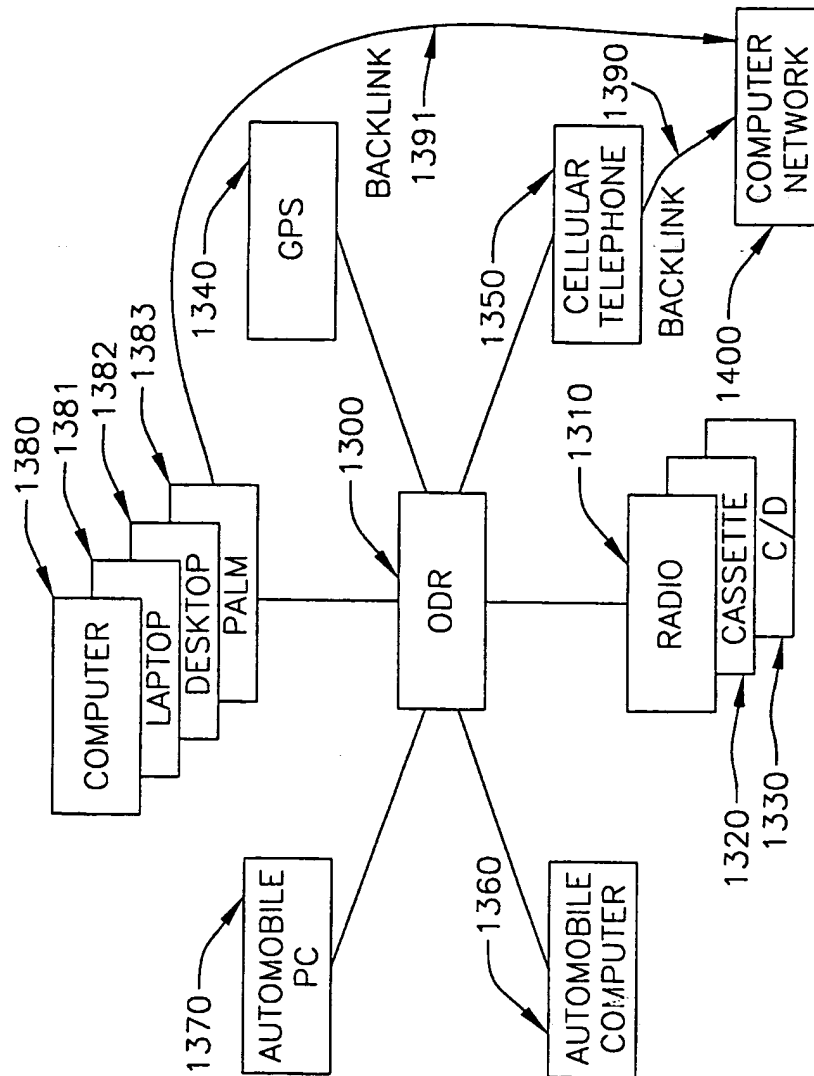 1380
1381
1382
1383
COMPUTER
LAPTOP
DESKTOP
PALM
1370
AUTOMOBILE
PC
1340
GPS
BACKLINK
1391
1300
ODR
1360
AUTOMOBILE
COMPUTER
1310
RADIO
CASSETTE
C/D
1320
1330
1350
CELLULAR
TELEPHONE
BACKLINK
1390
1400
COMPUTER
NETWORK